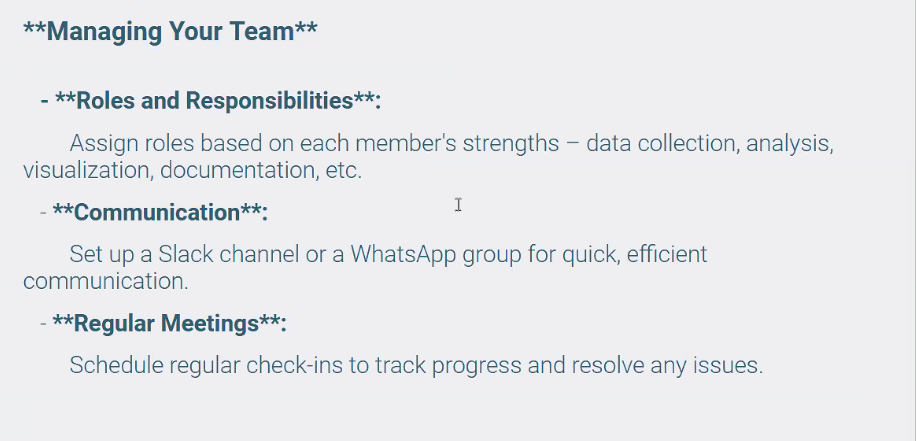 **Managing Your Team**
- **Roles and Responsibilities**:
Assign roles based on each member's strengths – data collection, analysis,
visualization, documentation, etc.
- **Communication**:
Set up a Slack channel or a WhatsApp group for quick, efficient
communication.
- **Regular Meetings**:
Schedule regular check-ins to track progress and resolve any issues.